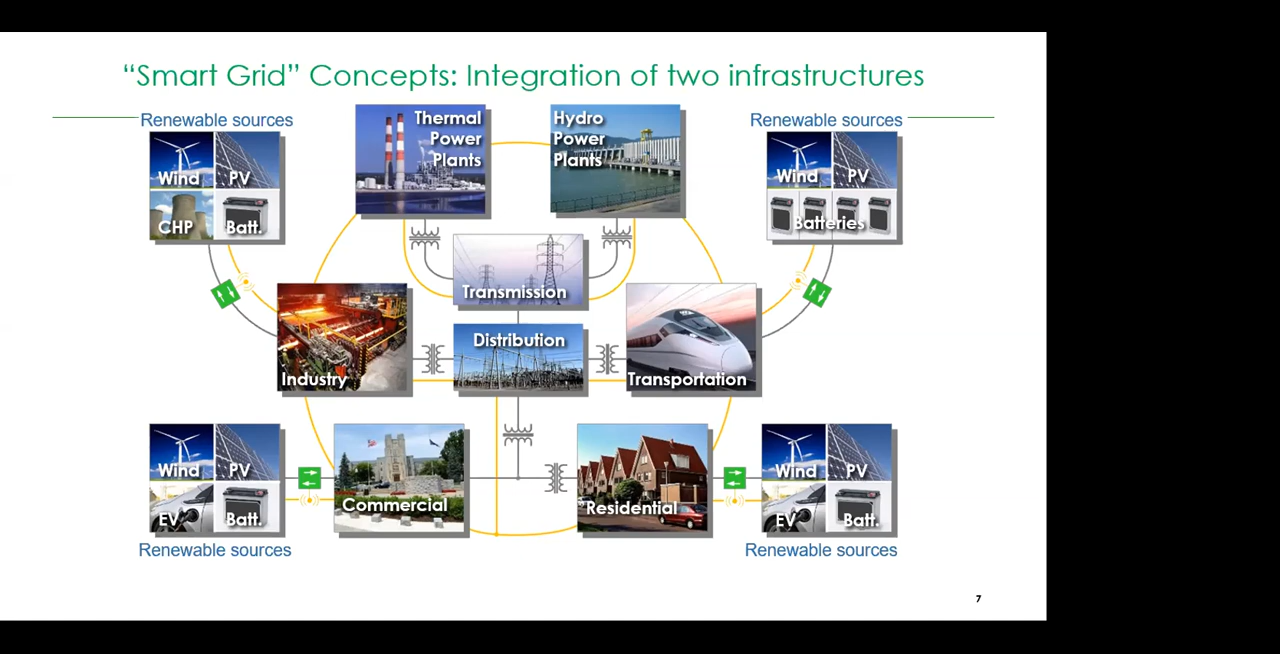 “Smart Grid” Concepts: Integration of two infrastructures
Renewable sources
Wind
PV
CHP
Batt.
Thermal
Power
Plants
Hydro
Power
Plants
Renewable sources
Wind
PV
Batteries
Transmission
Industry
Distribution
Transportation
Wind
PV
EV
Batt.
Renewable sources
Commercial
Residential
Wind
PV
EV
Batt.
Renewable sources
7